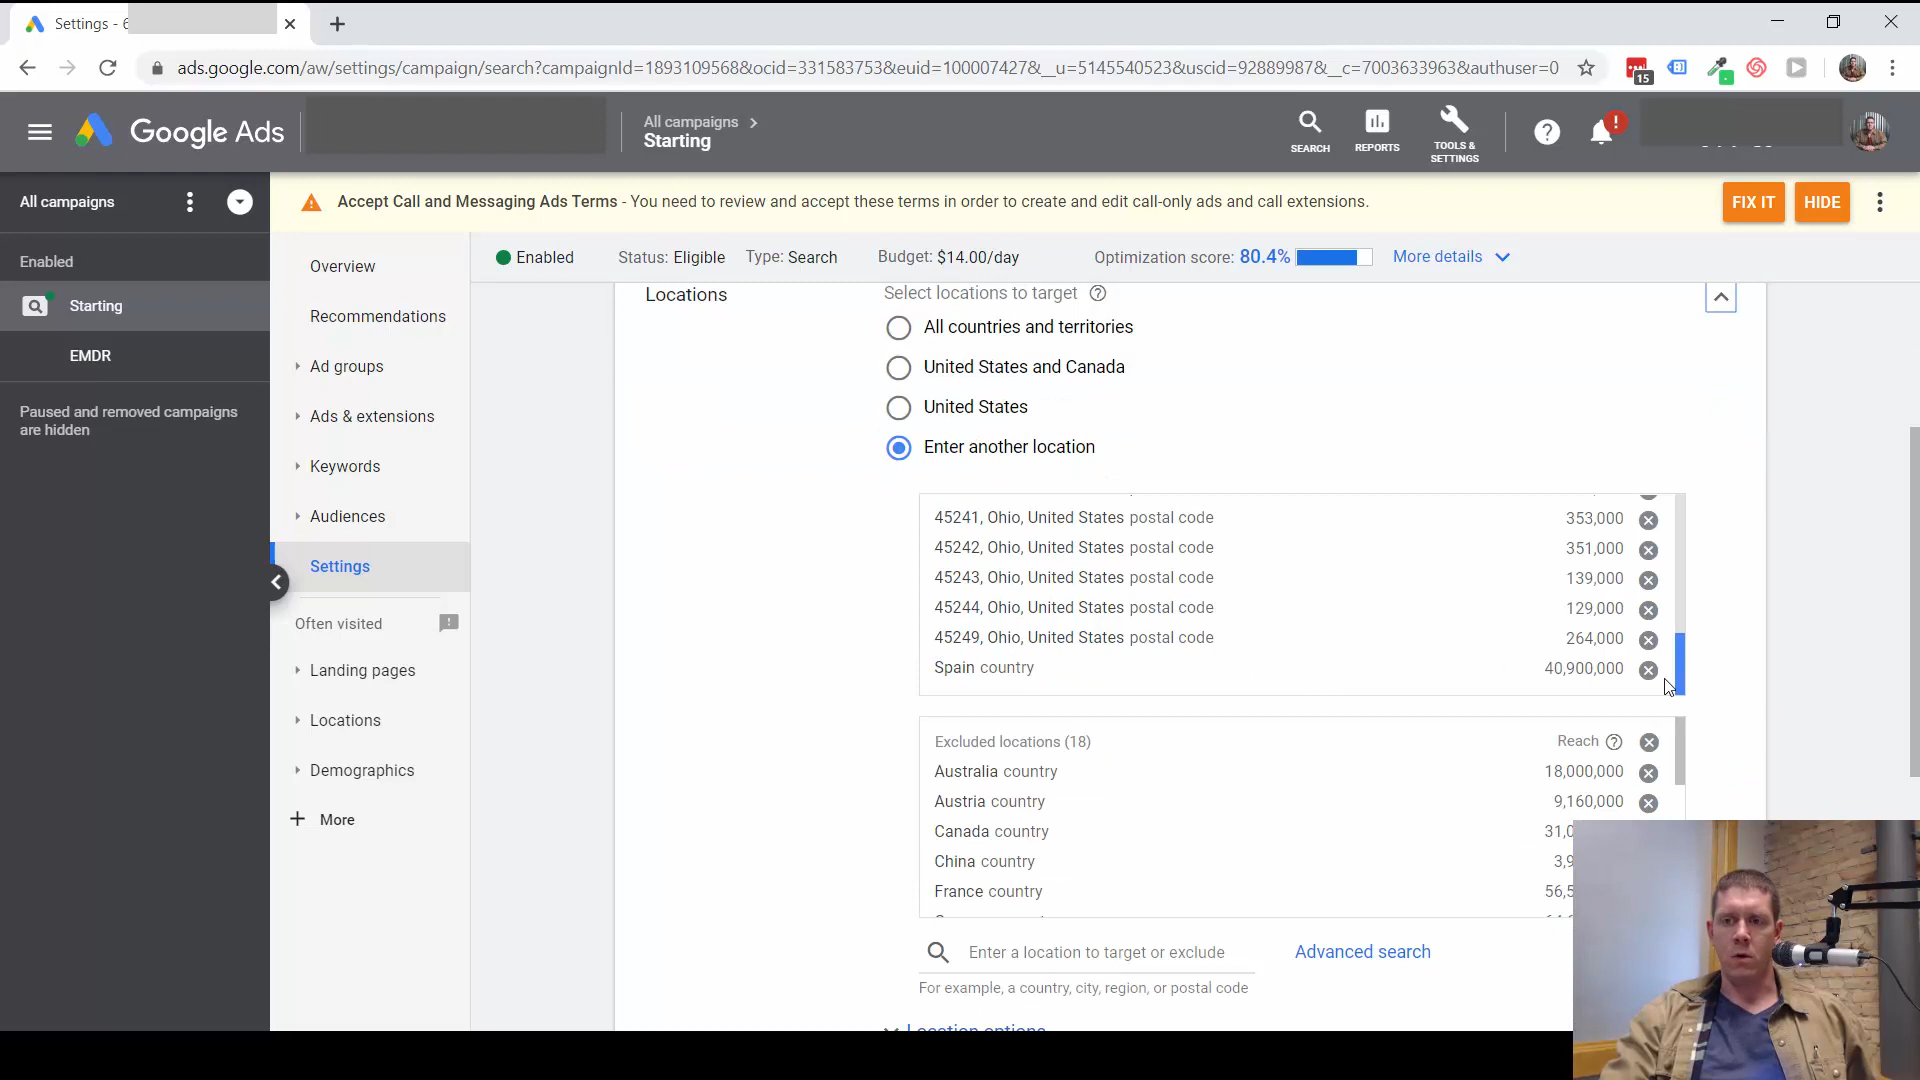 Settings - 6
ads.google.com/aw/settings/campaign/search?campaignId=1893109568&ocid=331583753&euid=100007427&__u=5145540523&uscid=92889987&__c=7003633963&authuser=0
15
Google Ads
All campaigns
Starting
SEARCH
REPORTS
TOOLS &
SETTINGS
All campaigns
Accept Call and Messaging Ads Terms - You need to review and accept these terms in order to create and edit call-only ads and call extensions.
FIX IT
HIDE
Enabled
Starting
EMDR
Paused and removed campaigns
are hidden
Overview
Recommendations
Ad groups
Ads & extensions
Keywords
Audiences
Settings
Often visited
Landing pages
Locations
Demographics
More
Enabled
Status: Eligible
Type: Search
Budget: $14.00/day
Optimization score: 80.4%
More details
Locations
Select locations to target
All countries and territories
United States and Canada
United States
Enter another location
45241, Ohio, United States postal code 353,000
45242, Ohio, United States postal code 351,000
45243, Ohio, United States postal code 139,000
45244, Ohio, United States postal code 129,000
45249, Ohio, United States postal code 264,000
Spain country 40,900,000
Excluded locations (18) Reach
Australia country 18,000,000
Austria country 9,160,000
Canada country 31,0
China country 3,9
France country 56,5
Enter a location to target or exclude
Advanced search
For example, a country, city, region, or postal code
Location options